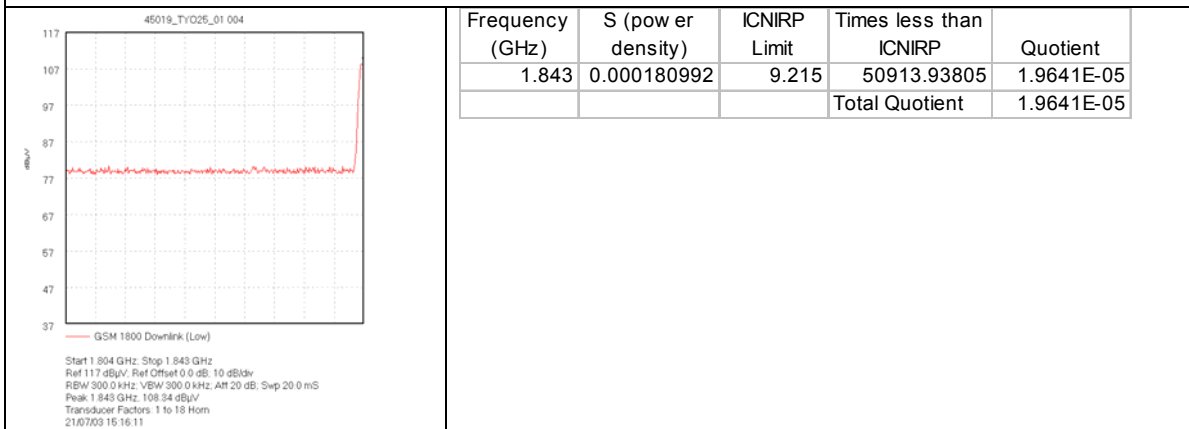 45019_TYO25_01 004
117
107
97
87
77
67
57
47
37
dBµV
GSM 1800 Downlink (Low)
Start 1.804 GHz; Stop 1.843 GHz
Ref 117 dBµV; Ref Offset 0.0 dB; 10 dB/div
RBW 300.0 kHz; VBW 300.0 kHz; Att 20 dB; Swp 20.0 mS
Peak 1.843 GHz, 108.34 dBµV
Transducer Factors: 1 to 18 Horn
21/07/03 15:16:11
Frequency (GHz) S (pow er density) ICNIRP Limit Times less than ICNIRP Quotient
1.843 0.000180992 9.215 50913.93805 1.9641E-05
Total Quotient 1.9641E-05